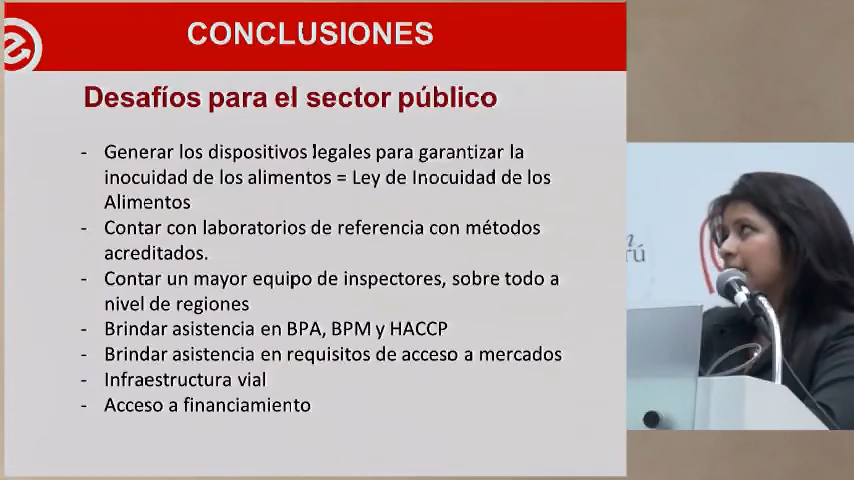 CONCLUSIONES
Desafíos para el sector público
- Generar los dispositivos legales para garantizar la
inocuidad de los alimentos = Ley de Inocuidad de los
Alimentos
- Contar con laboratorios de referencia con métodos
acreditados.
- Contar un mayor equipo de inspectores, sobre todo a
nivel de regiones
- Brindar asistencia en BPA, BPM y HACCP
- Brindar asistencia en requisitos de acceso a mercados
- Infraestructura vial
- Acceso a financiamiento